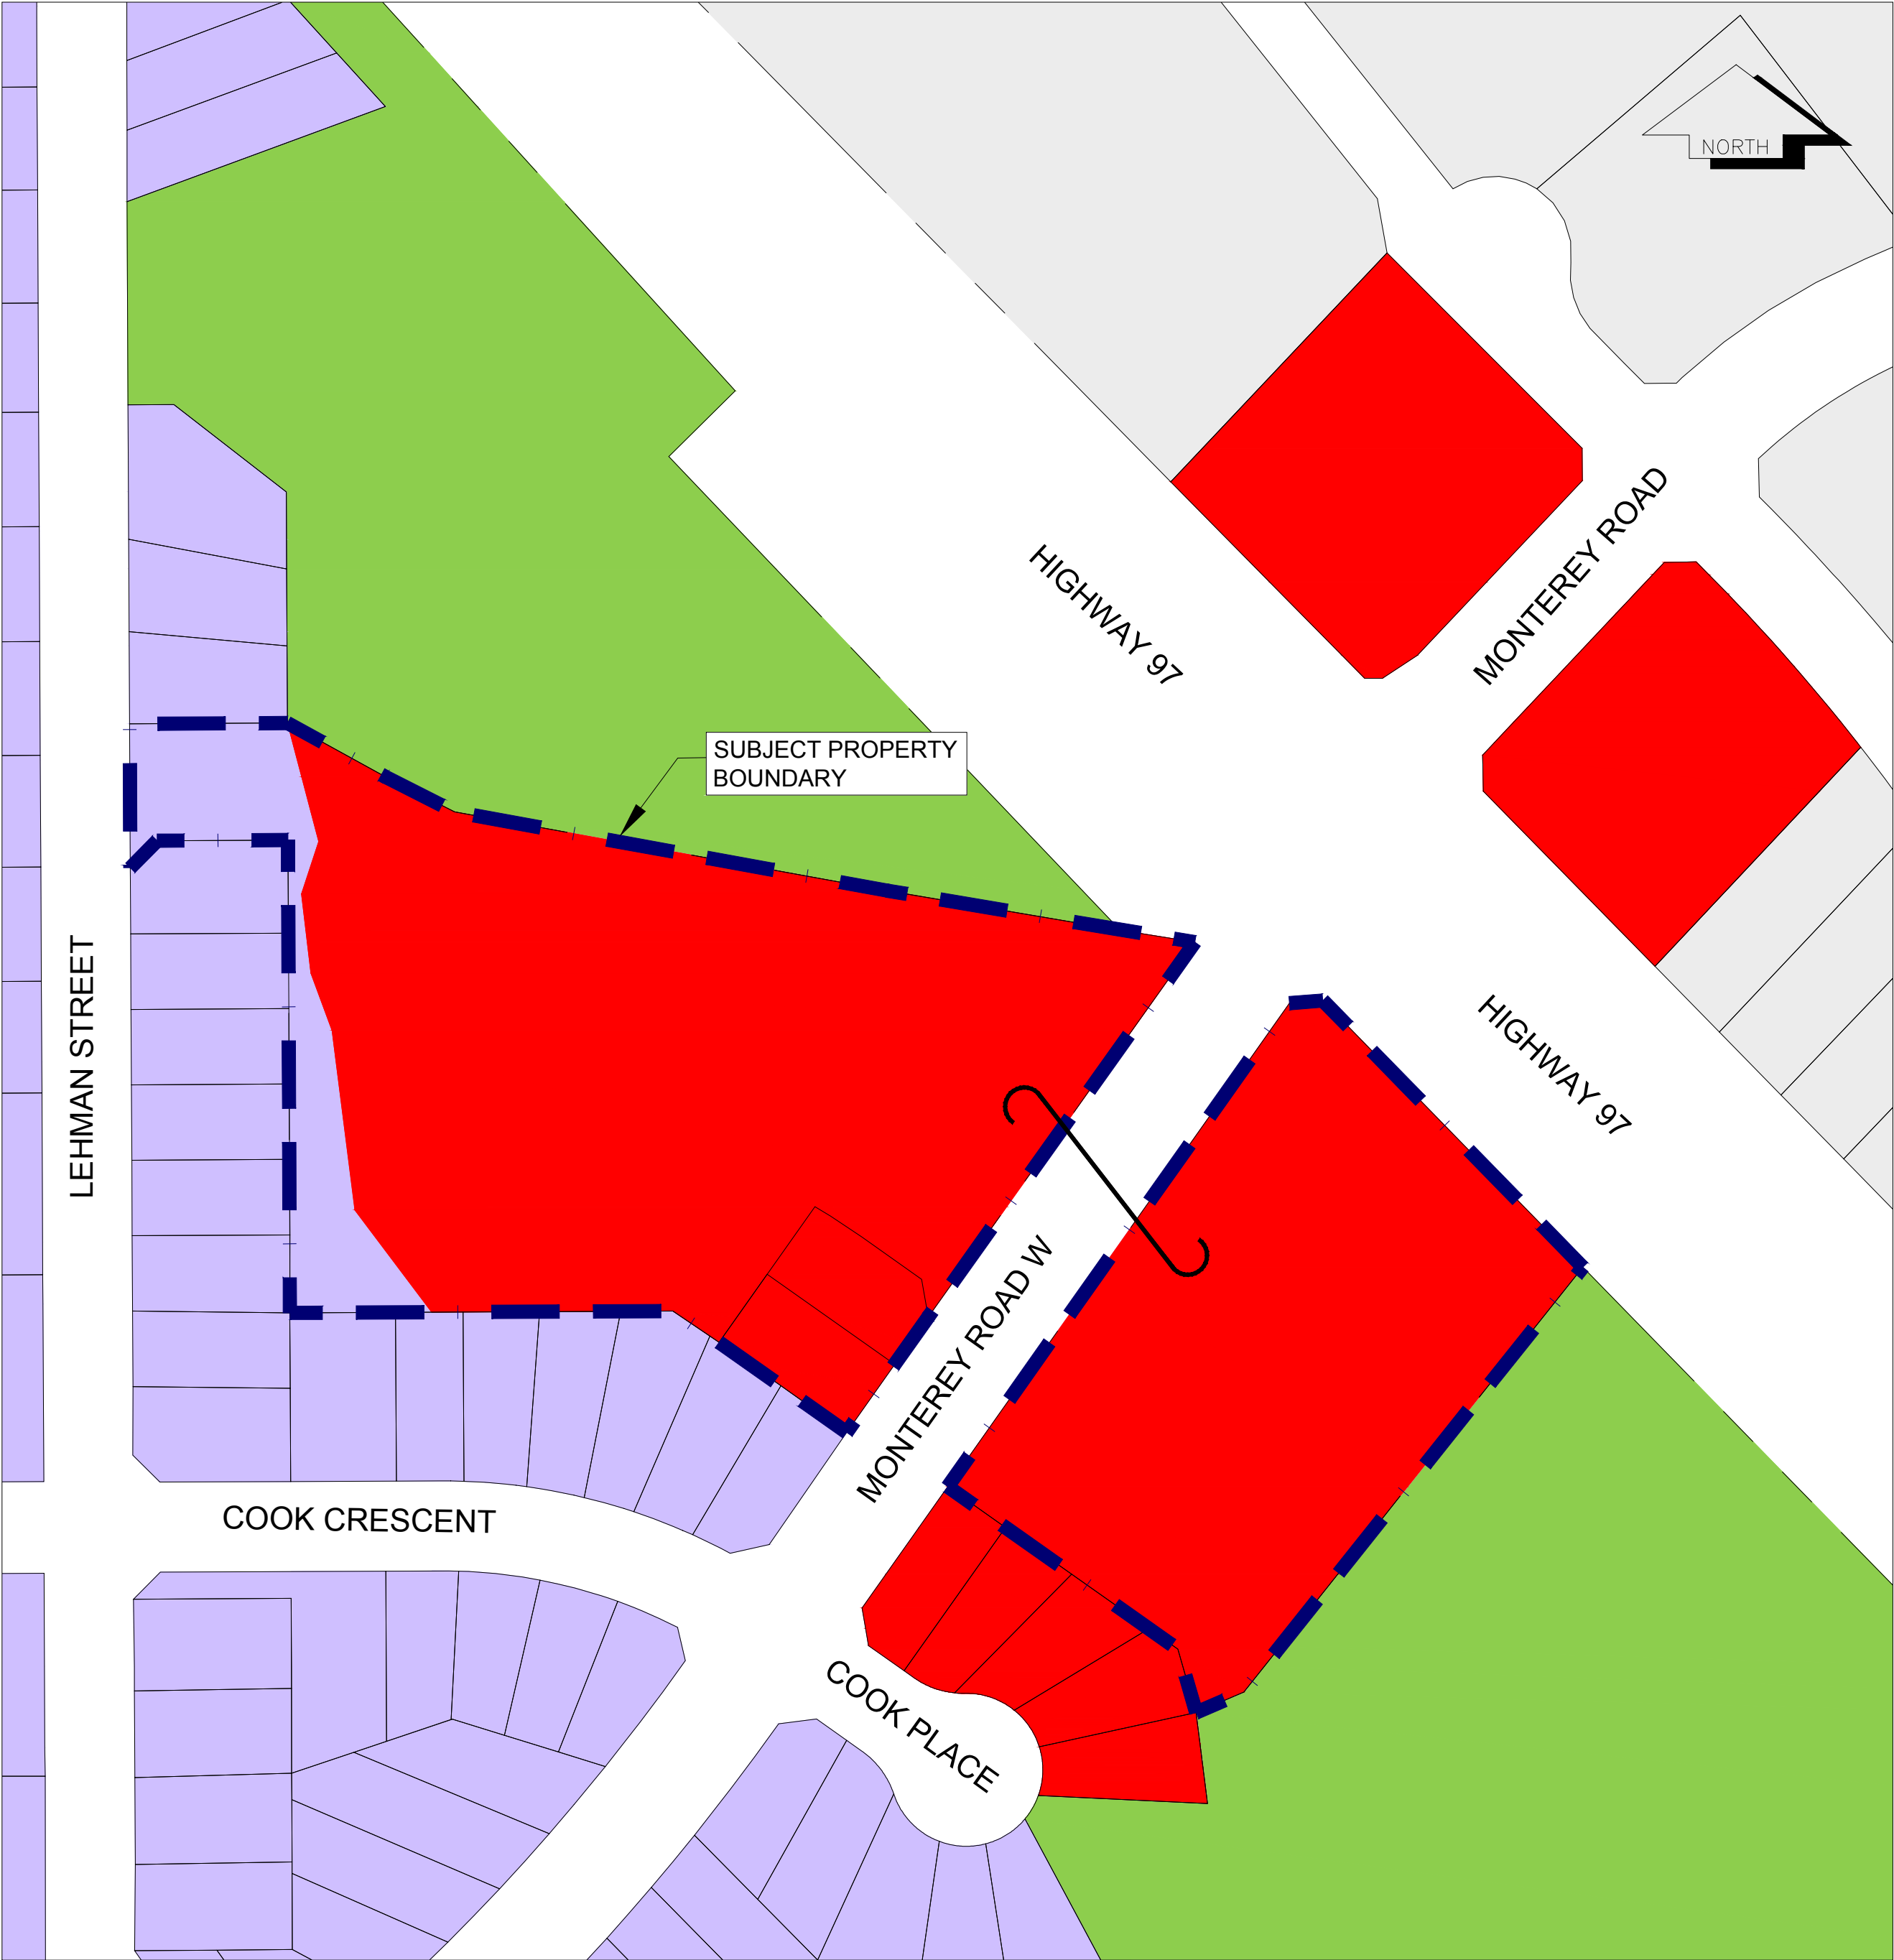 NORTH
HIGHWAY 97
MONTEREY ROAD
SUBJECT PROPERTY
BOUNDARY
LEHMAN STREET
HIGHWAY 97
MONTEREY ROAD W
COOK CRESCENT
COOK PLACE